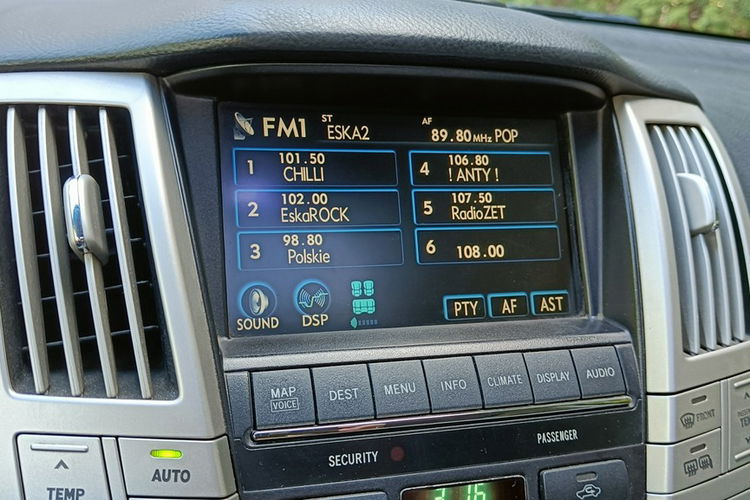 FM1 ST ESKA2 AF 89.80 MHz POP
1 101.50 CHILLI
2 102.00 EskaROCK
3 98.80 Polskie
4 106.80 ! ANTY !
5 107.50 RadioZET
6 108.00
SOUND DSP PTY AF AST
MAP VOICE DEST MENU INFO CLIMATE DISPLAY AUDIO
SECURITY PASSENGER
AUTO
TEMP
FRONT
TEMP